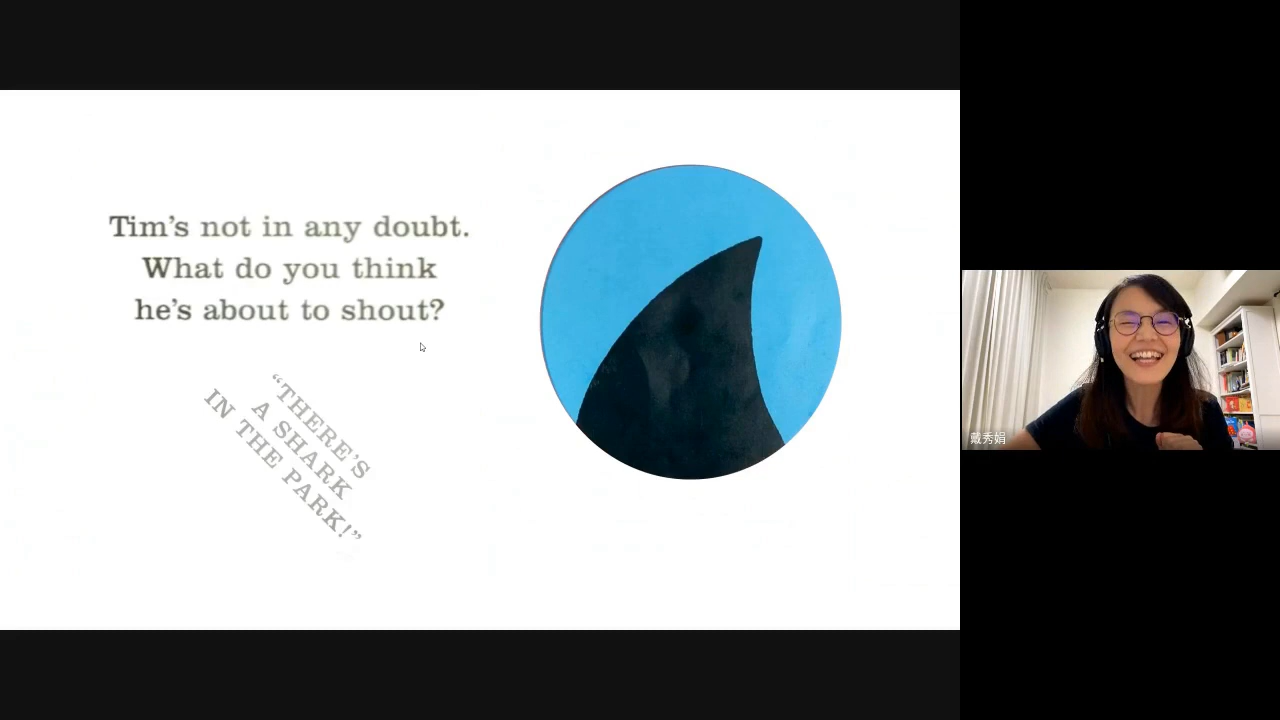 Tim's not in any doubt.
What do you think
he's about to shout?
“THERE'S
A SHARK
IN THE PARK!”
戴秀娟